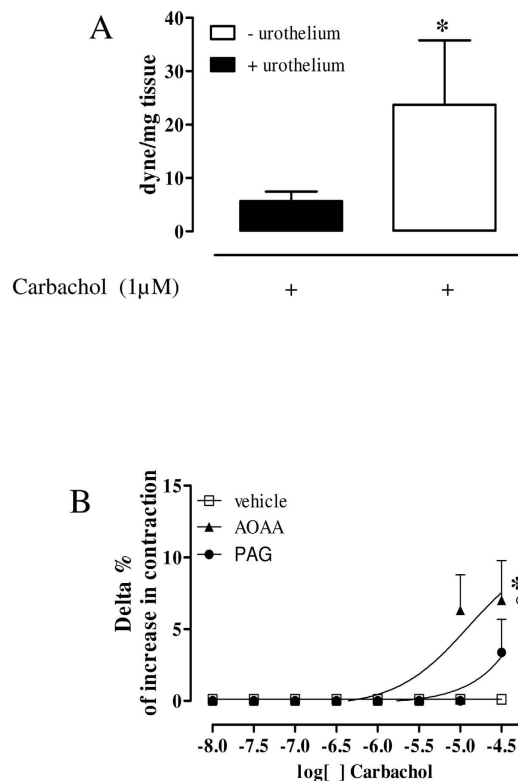 A
- urothelium
+ urothelium
*
dyne/mg tissue
40
30
20
10
0
Carbachol (1µM)
+ +
B
vehicle
AOAA
PAG
Delta %
of increase in contraction
15
10
5
0
*
-8.0 -7.5 -7.0 -6.5 -6.0 -5.5 -5.0 -4.5
log[ ] Carbachol